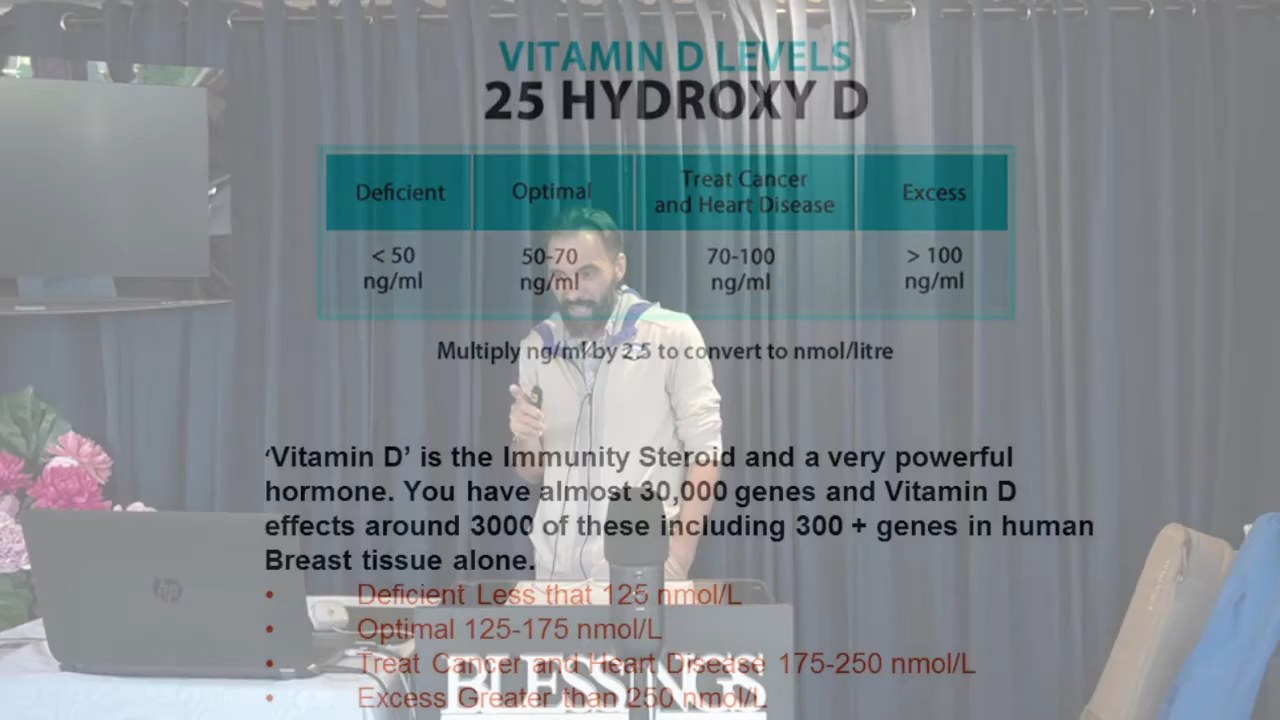 VITAMIN D LEVELS
25 HYDROXY D
Deficient
Optimal
Treat Cancer
and Heart Disease
Excess
< 50
ng/ml
50-70
ng/ml
70-100
ng/ml
> 100
ng/ml
Multiply ng/ml by 2.5 to convert to nmol/litre
‘Vitamin D’ is the Immunity Steroid and a very powerful
hormone. You have almost 30,000 genes and Vitamin D
effects around 3000 of these including 300 + genes in human
Breast tissue alone.
• Deficient Less that 125 nmol/L
• Optimal 125-175 nmol/L
• Treat Cancer and Heart Disease 175-250 nmol/L
• Excess Greater than 250 nmol/L
BLESSINGS
hp